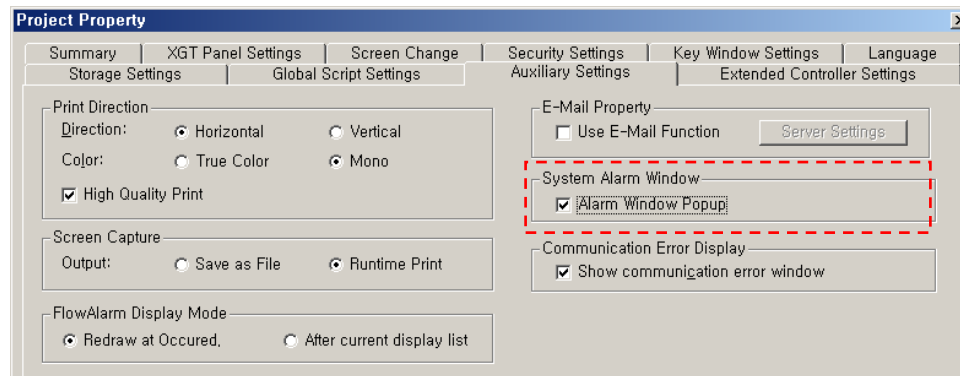 Project Property
Summary XGT Panel Settings Screen Change Security Settings Key Window Settings Language
Storage Settings Global Script Settings Auxiliary Settings Extended Controller Settings
Print Direction
Direction: Horizontal Vertical
Color: True Color Mono
High Quality Print
Screen Capture
Output: Save as File Runtime Print
FlowAlarm Display Mode
Redraw at Occured, After current display list
E-Mail Property
Use E-Mail Function Server Settings
System Alarm Window
Alarm Window Popup
Communication Error Display
Show communication error window